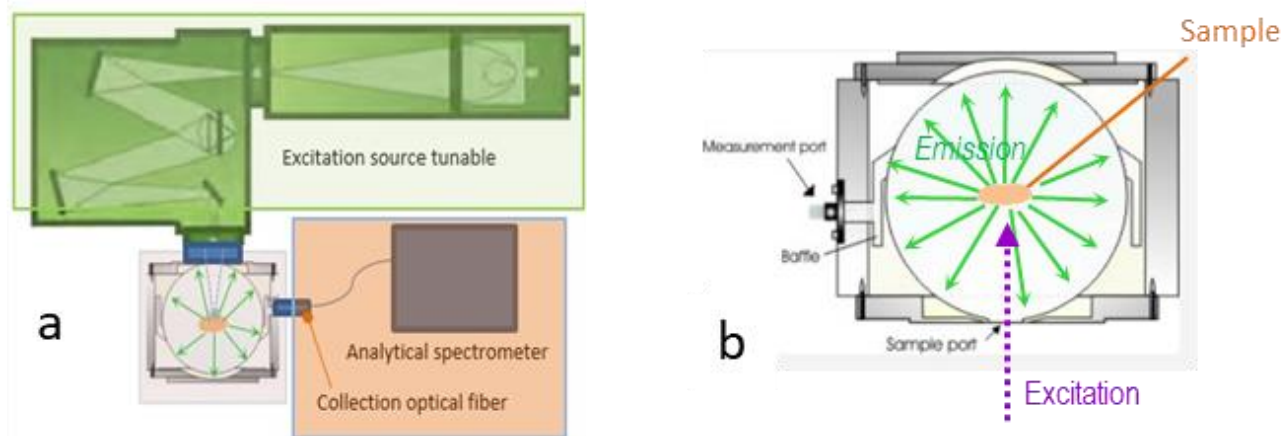 Excitation source tunable
Analytical spectrometer
Collection optical fiber
a
Sample
Measurement port
Emission
Baffle
Sample port
Excitation
b